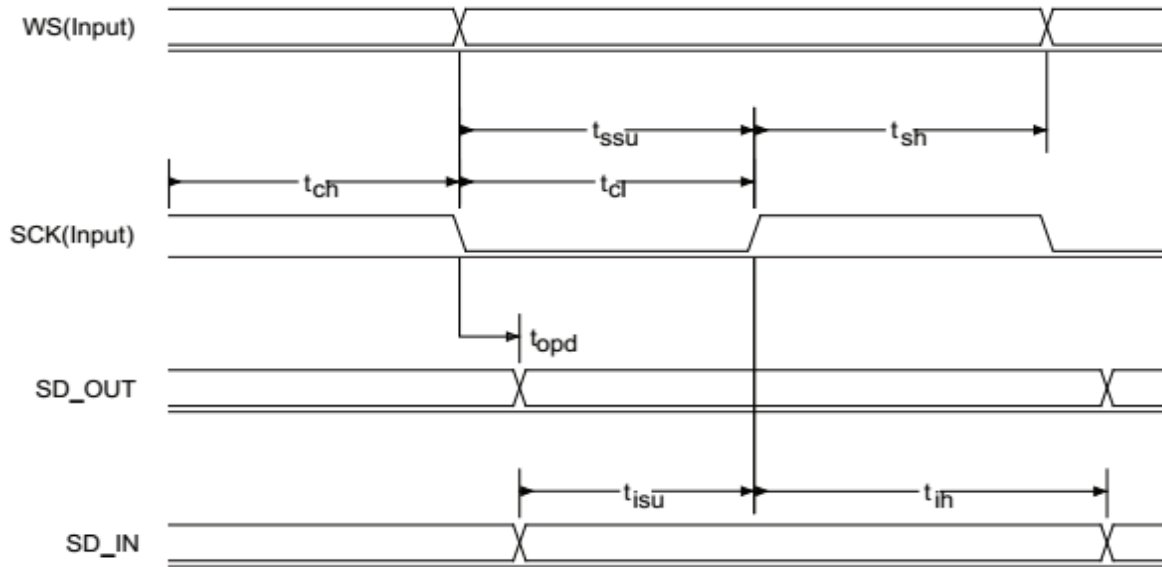 WS(Input)
tssu
tsh
tch
tcl
SCK(Input)
topd
SD_OUT
tisu
tih
SD_IN